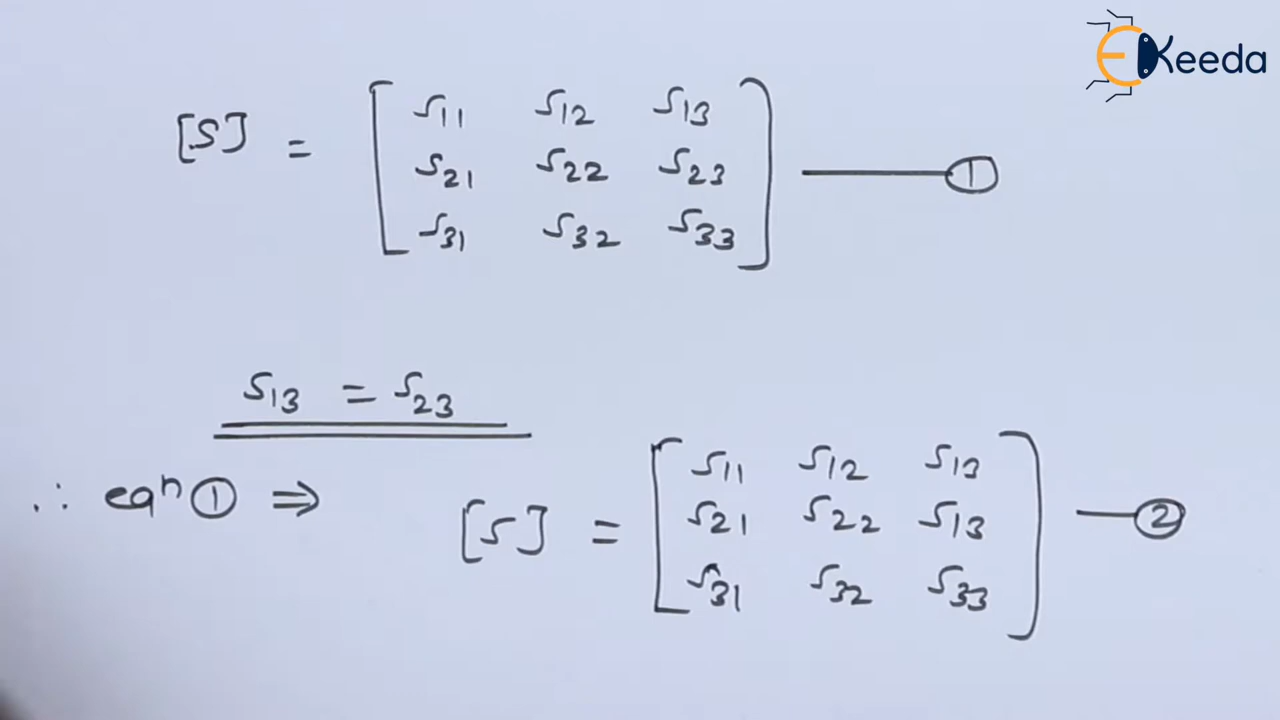 EKeeda
[S] = [ S11 S12 S13
S21 S22 S23
S31 S32 S33 ] —— ①
S13 = S23
∴ eqn ① ⇒ [S] = [ S11 S12 S13
S21 S22 S13
S31 S32 S33 ] — ②